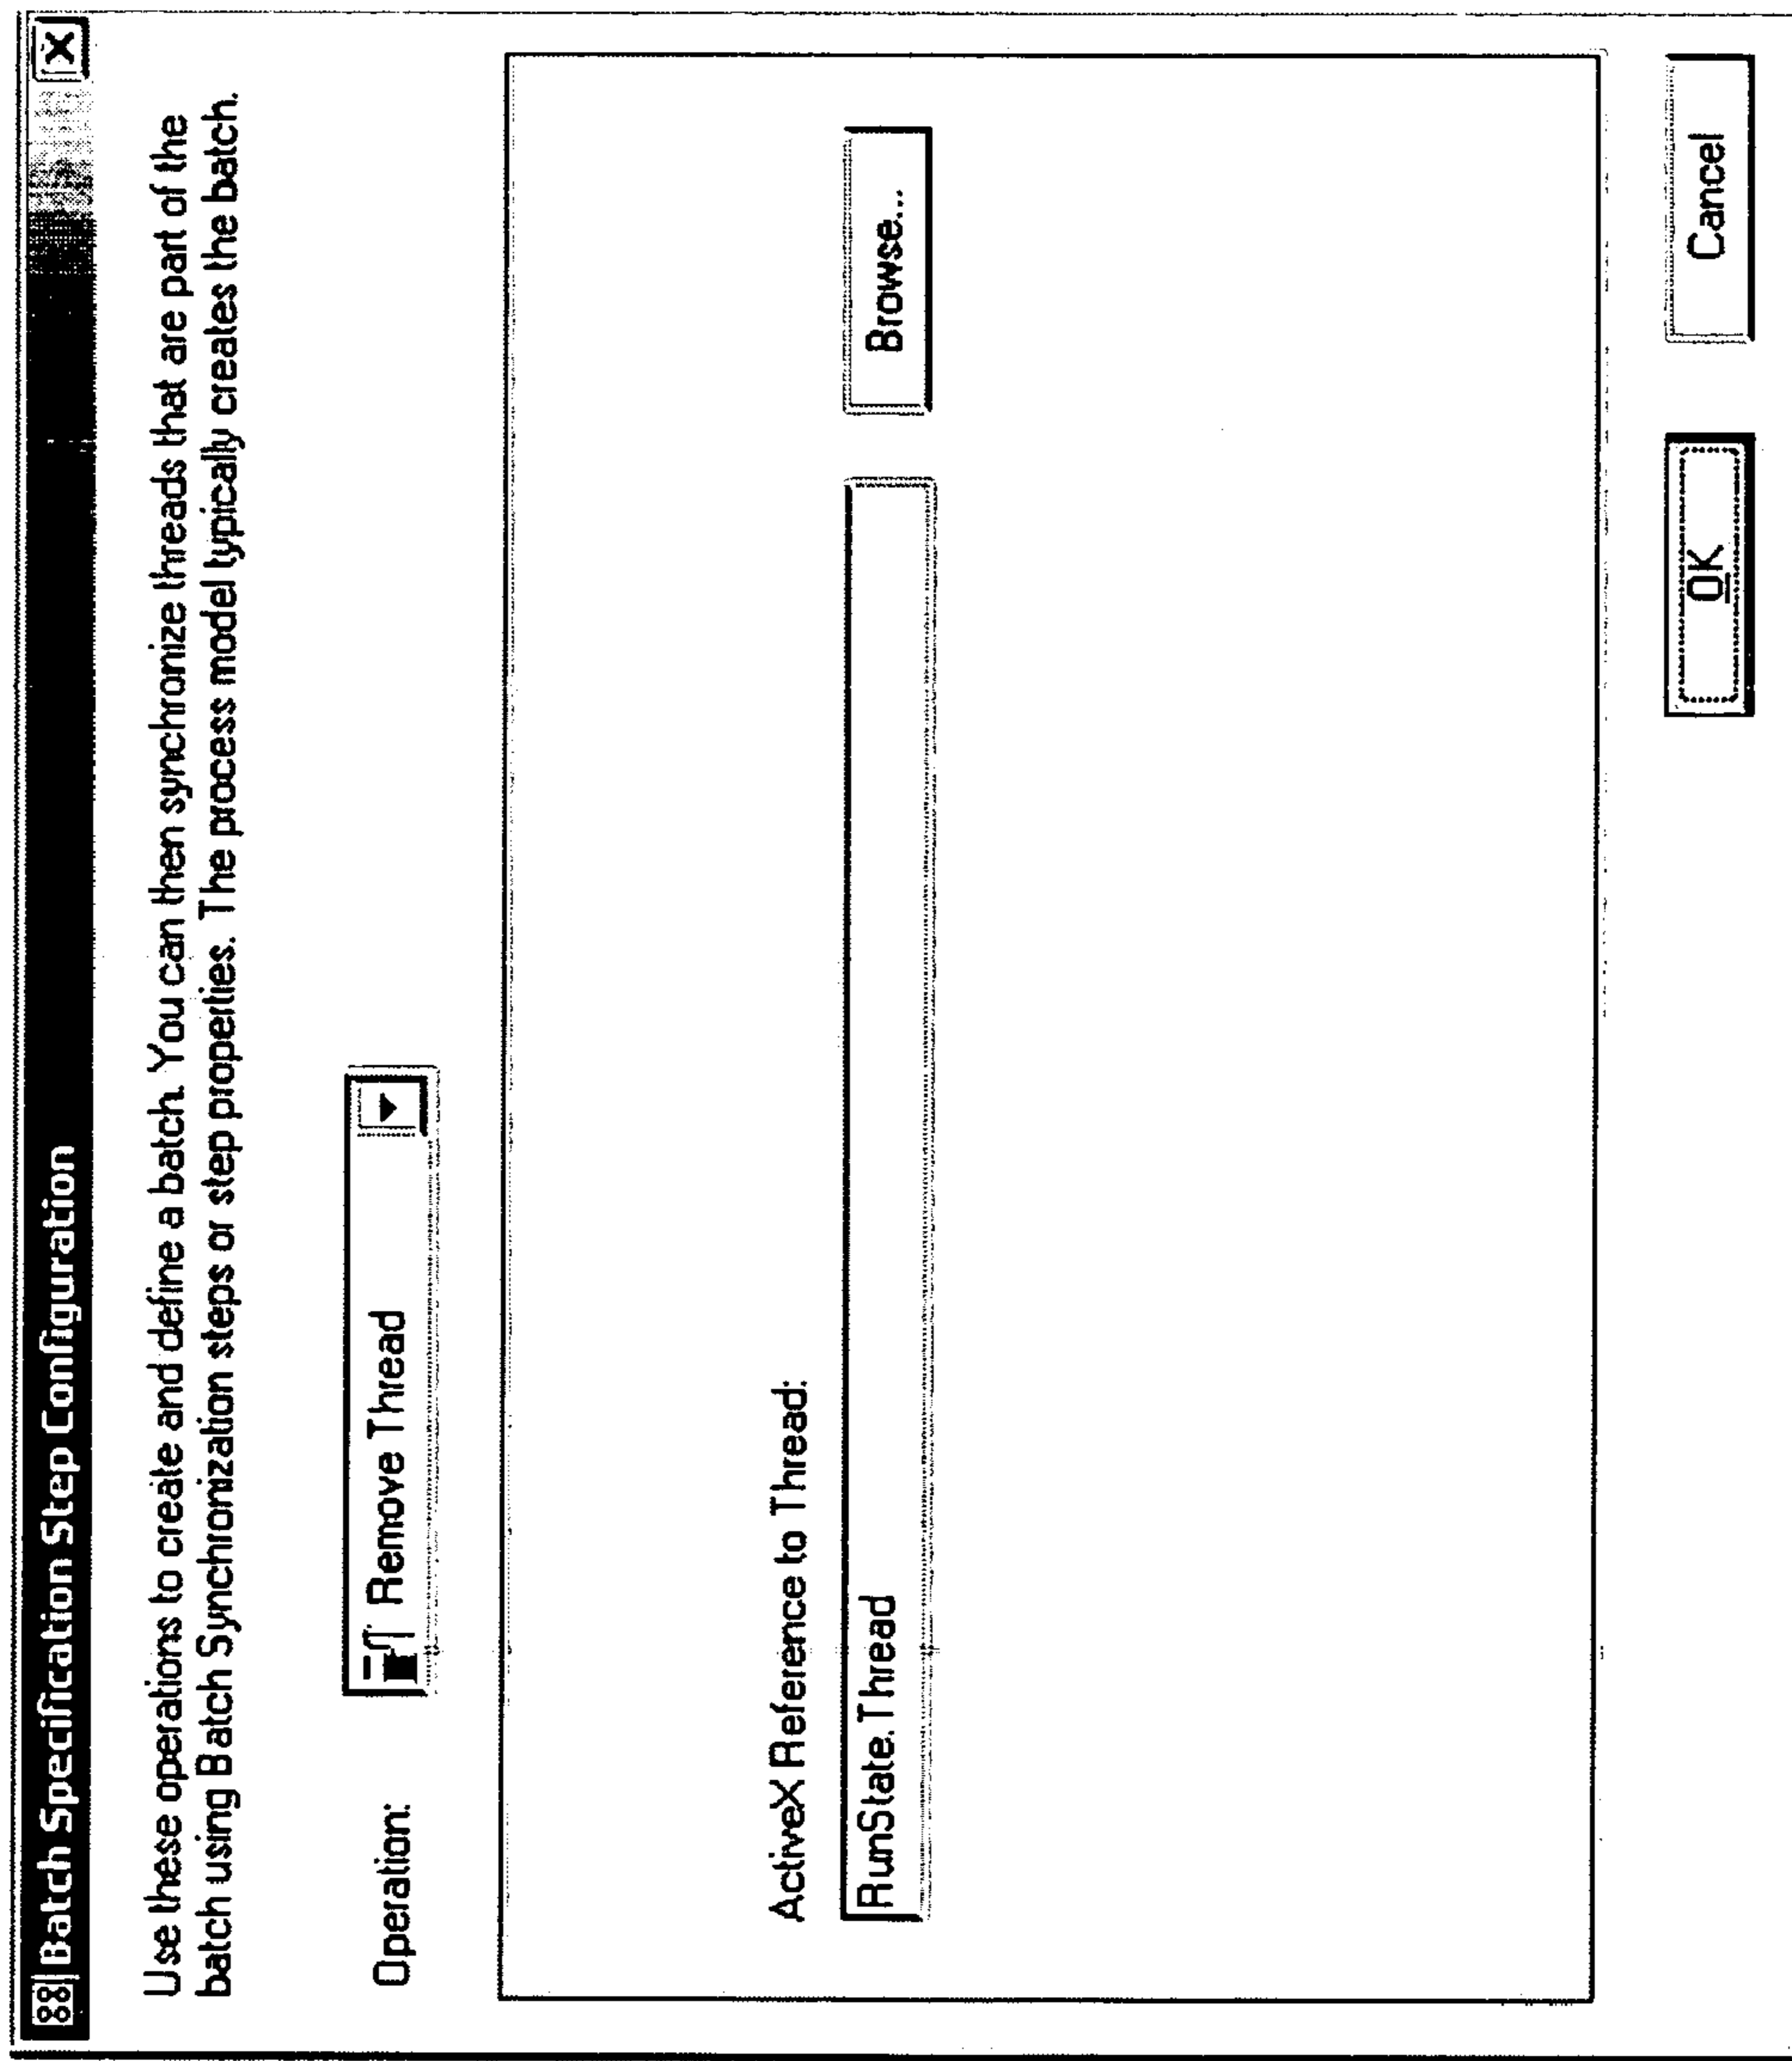 Batch Specification Step Configuration
Use these operations to create and define a batch. You can then synchronize threads that are part of the
batch using Batch Synchronization steps or step properties. The process model typically creates the batch.
Operation:
Remove Thread
ActiveX Reference to Thread:
RunState.Thread
Browse...
OK
Cancel